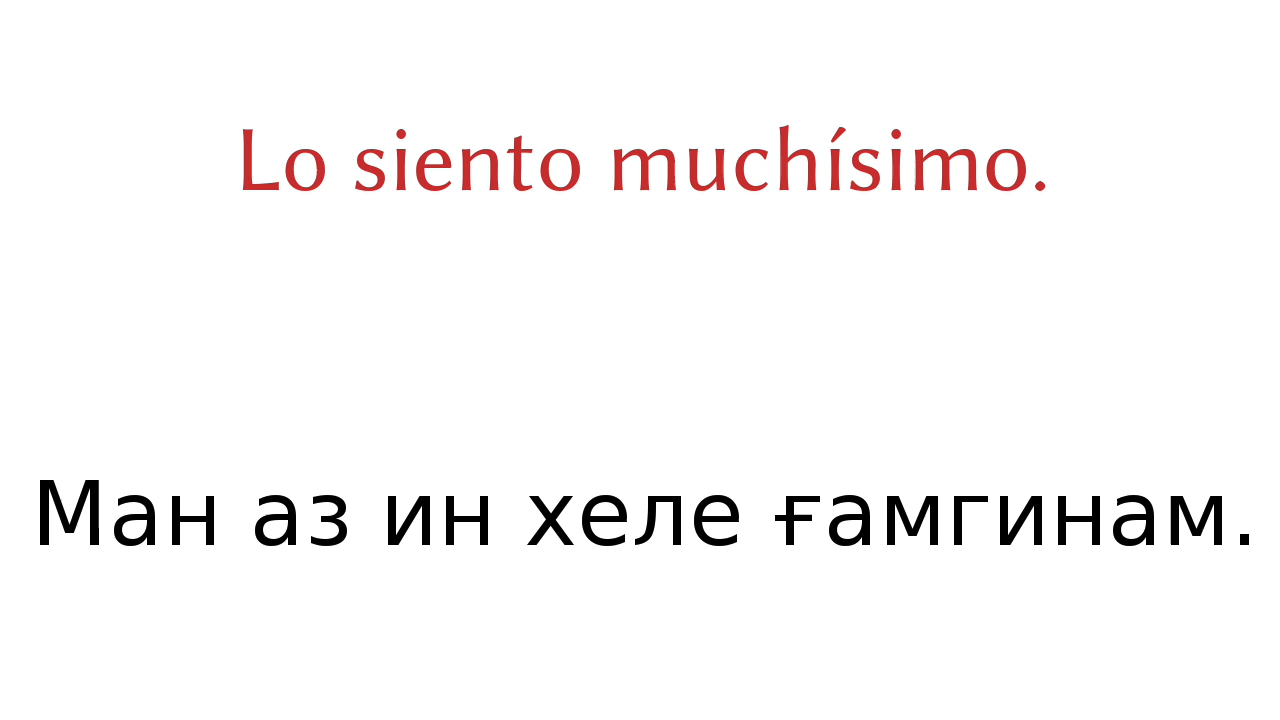 Lo siento muchísimo.
Ман аз ин хеле ғамгинам.